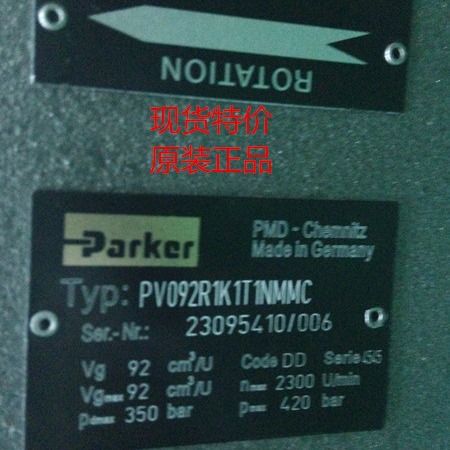 ROTATION
现货特价
原装正品
Parker
PMD - Chemnitz
Made in Germany
Typ: PV092R1K1T1NMMC
Ser.-Nr.: 23095410/006
Vg 92 cm³/U Code DD Serie 4545
Vgmax 92 cm³/U nmax 2300 U/min
pdmax 350 bar pmax 420 bar